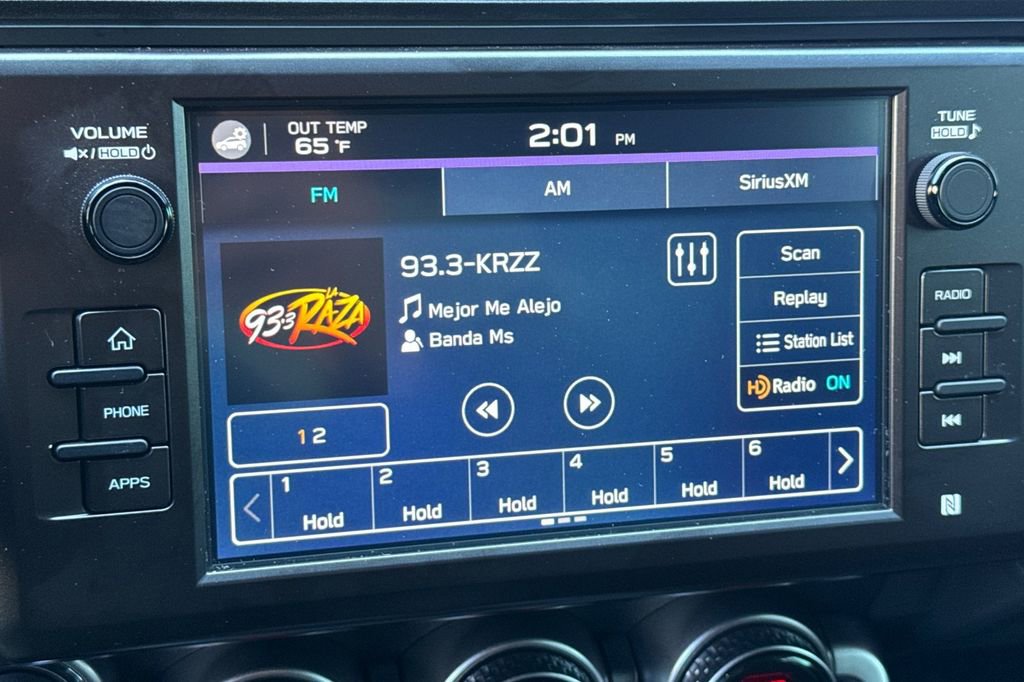 VOLUME
/ HOLD
TUNE
HOLD
OUT TEMP
65 °F
2:01 PM
FM
AM
SiriusXM
93.3-KRZZ
Mejor Me Alejo
Banda Ms
LA
93.3 RAZA
Scan
Replay
Station List
HD Radio ON
1 2
1 Hold
2 Hold
3 Hold
4 Hold
5 Hold
6 Hold
PHONE
APPS
RADIO
N